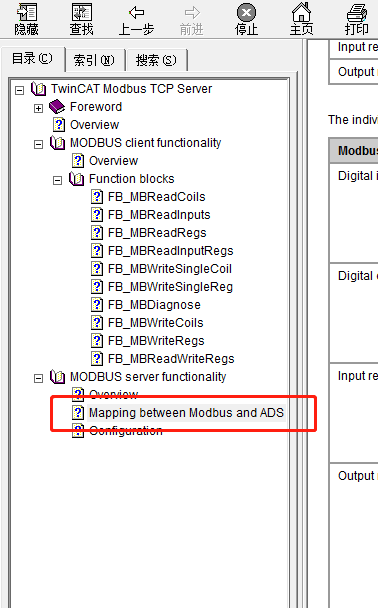 隐藏 查找 上一步 前进 停止 主页 打印
目录(C) 索引(N) 搜索(S)
TwinCAT Modbus TCP Server
Foreword
Overview
MODBUS client functionality
Overview
Function blocks
FB_MBReadCoils
FB_MBReadInputs
FB_MBReadRegs
FB_MBReadInputRegs
FB_MBWriteSingleCoil
FB_MBWriteSingleReg
FB_MBDiagnose
FB_MBWriteCoils
FB_MBWriteRegs
FB_MBReadWriteRegs
MODBUS server functionality
Overview
Mapping between Modbus and ADS
Configuration
Input re
Output
The indiv
Modbus
Digital i
Digital
Input re
Output